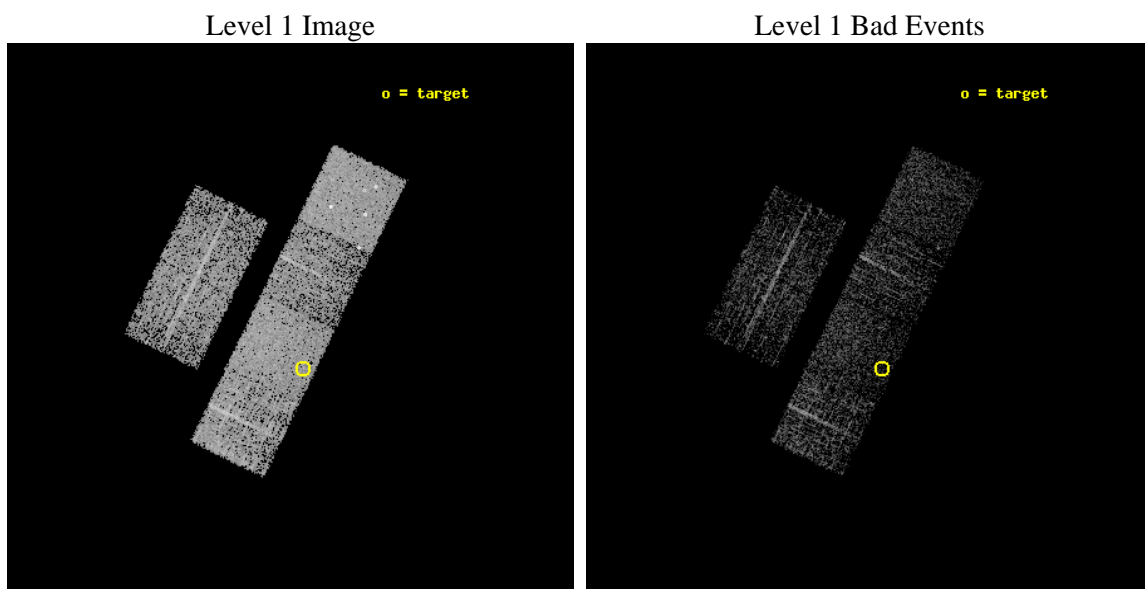 Level 1 Image
Level 1 Bad Events
o = target
o = target